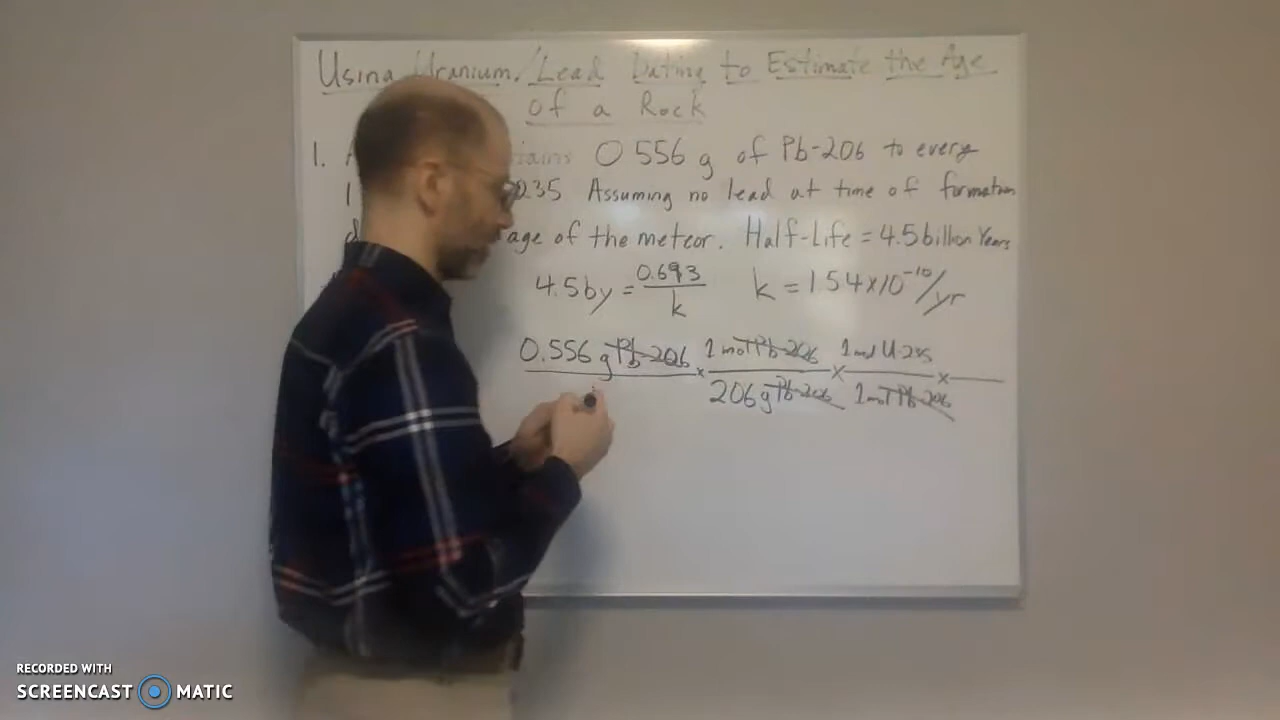 Using Uranium/Lead Dating to Estimate the Age
of a Rock
1. 0.556 g of Pb-206 to every
1 235 Assuming no lead at time of formation
age of the meteor. Half-Life = 4.5 billion Years
4.5by = 0.693 / k k = 1.54x10^-10/yr
0.556 g Pb-206 x 1 mol Pb-206 x 1 mol U-235 x
206 g Pb-206 1 mol Pb-206
RECORDED WITH
SCREENCAST MATIC